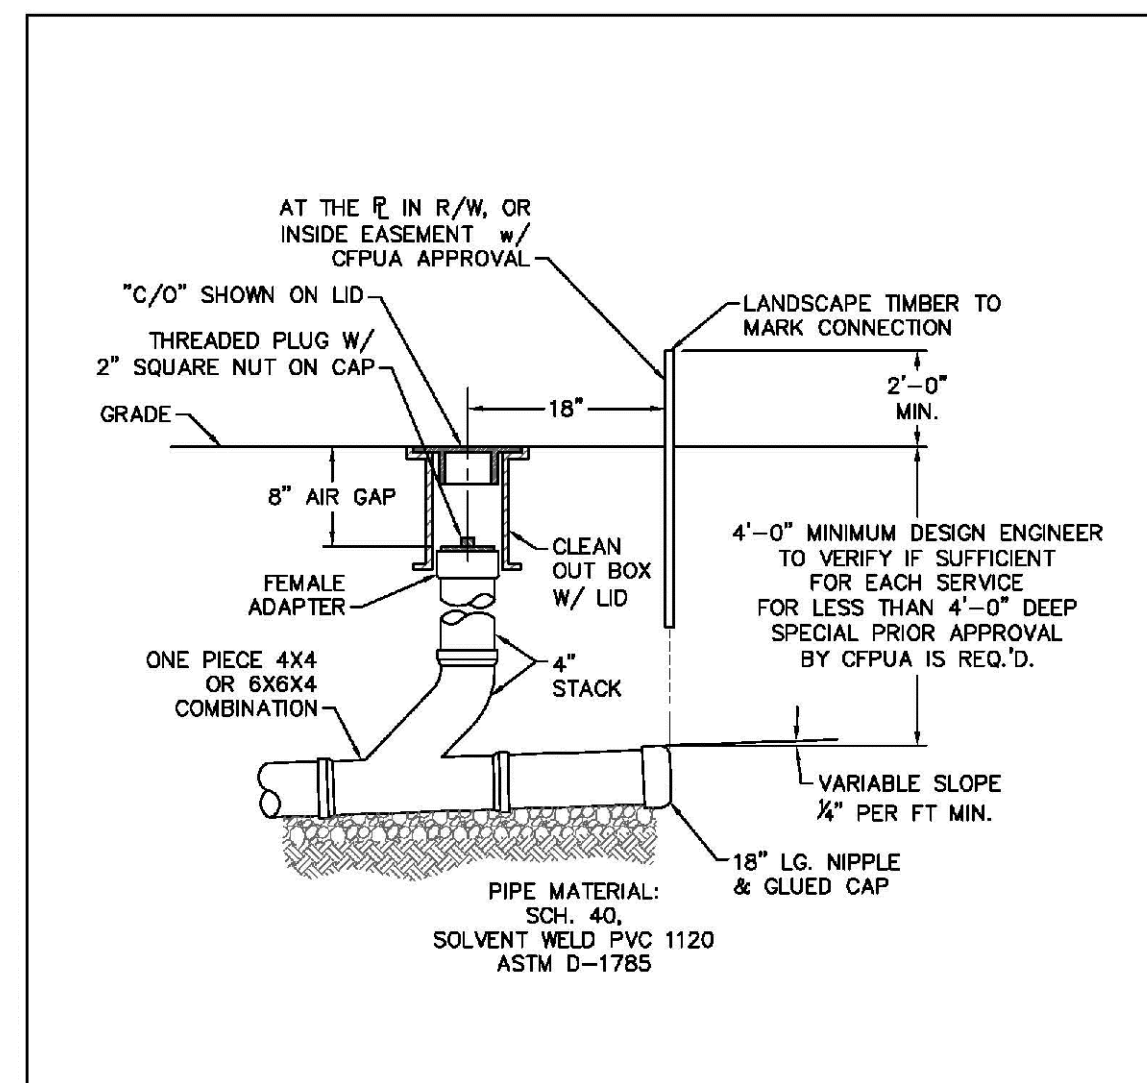 AT THE ⅊ IN R/W, OR
INSIDE EASEMENT w/
CFPUA APPROVAL
"C/O" SHOWN ON LID
THREADED PLUG W/
2" SQUARE NUT ON CAP
GRADE
LANDSCAPE TIMBER TO
MARK CONNECTION
2'-0"
MIN.
18"
8" AIR GAP
CLEAN
OUT BOX
W/ LID
FEMALE
ADAPTER
4'-0" MINIMUM DESIGN ENGINEER
TO VERIFY IF SUFFICIENT
FOR EACH SERVICE
FOR LESS THAN 4'-0" DEEP
SPECIAL PRIOR APPROVAL
BY CFPUA IS REQ.'D.
ONE PIECE 4X4
OR 6X6X4
COMBINATION
4"
STACK
VARIABLE SLOPE
¼" PER FT MIN.
18" LG. NIPPLE
& GLUED CAP
PIPE MATERIAL:
SCH. 40,
SOLVENT WELD PVC 1120
ASTM D-1785